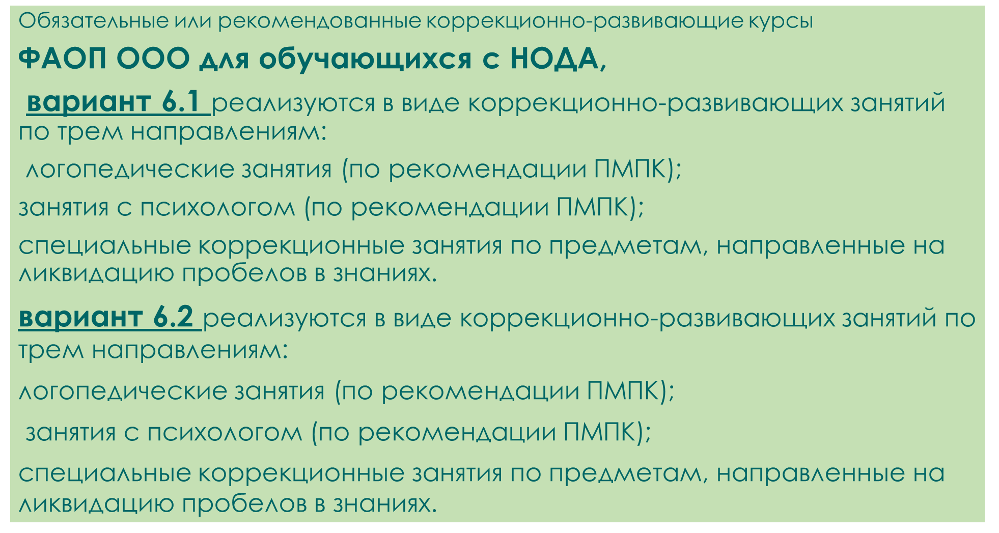 Обязательные или рекомендованные коррекционно-развивающие курсы
ФАОП ООО для обучающихся с НОДА,
вариант 6.1 реализуются в виде коррекционно-развивающих занятий
по трем направлениям:
логопедические занятия (по рекомендации ПМПК);
занятия с психологом (по рекомендации ПМПК);
специальные коррекционные занятия по предметам, направленные на
ликвидацию пробелов в знаниях.
вариант 6.2 реализуются в виде коррекционно-развивающих занятий по
трем направлениям:
логопедические занятия (по рекомендации ПМПК);
занятия с психологом (по рекомендации ПМПК);
специальные коррекционные занятия по предметам, направленные на
ликвидацию пробелов в знаниях.